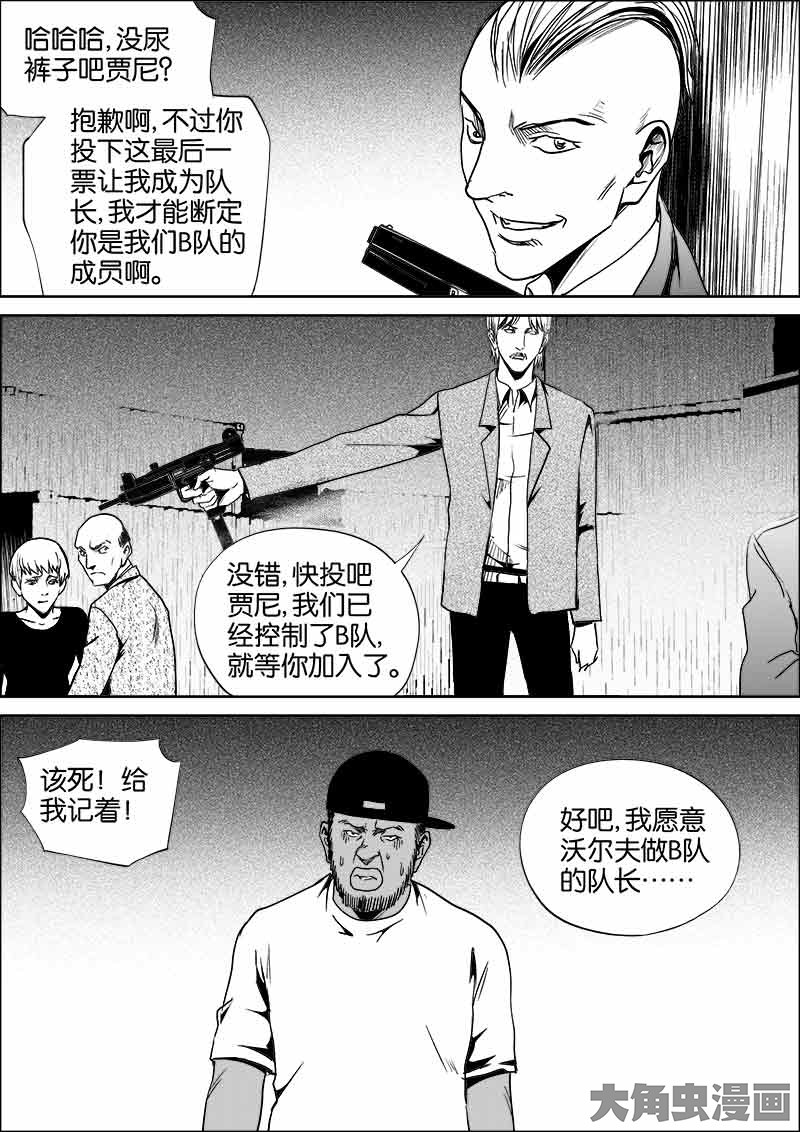 哈哈哈,没尿
裤子吧贾尼?
抱歉啊,不过你
投下这最后一
票让我成为队
长,我才能断定
你是我们B队的
成员啊。
没错,快投吧
贾尼,我们已
经控制了B队,
就等你加入了。
该死!给
我记着!
好吧,我愿意
沃尔夫做B队
的队长……
大角虫漫画